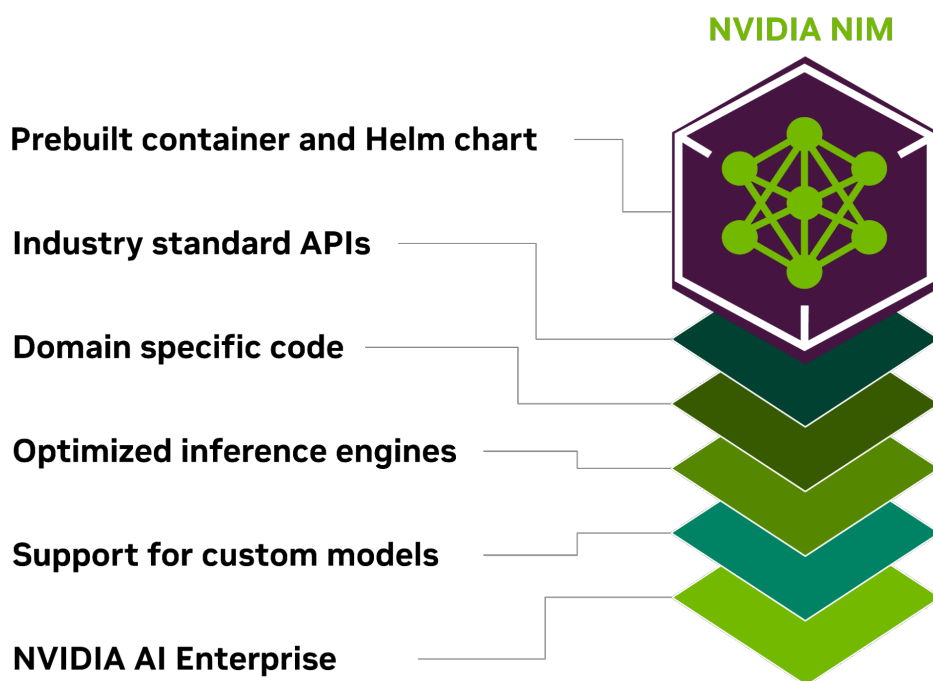 NVIDIA NIM
Prebuilt container and Helm chart
Industry standard APIs
Domain specific code
Optimized inference engines
Support for custom models
NVIDIA AI Enterprise